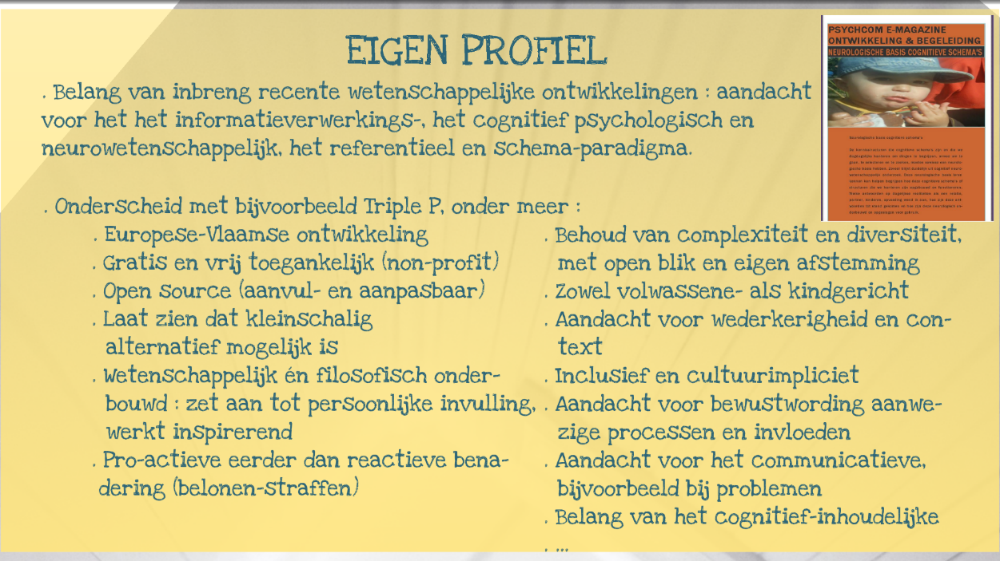 EIGEN PROFIEL
. Belang van inbreng recente wetenschappelijke ontwikkelingen : aandacht
voor het het informatieverwerkings-, het cognitief psychologisch en
neurowetenschappelijk, het referentieel en schema-paradigma.
. Onderscheid met bijvoorbeeld Triple P, onder meer :
. Europese-Vlaamse ontwikkeling
. Gratis en vrij toegankelijk (non-profit)
. Open source (aanvul- en aanpasbaar)
. Laat zien dat kleinschalig
alternatief mogelijk is
. Wetenschappelijk én filosofisch onder-
bouwd : zet aan tot persoonlijke invulling,
werkt inspirerend
. Pro-actieve eerder dan reactieve bena-
dering (belonen-straffen)
. Behoud van complexiteit en diversiteit,
met open blik en eigen afstemming
. Zowel volwassene- als kindgericht
. Aandacht voor wederkerigheid en con-
text
. Inclusief en cultuurimpliciet
. Aandacht voor bewustwording aanwe-
zige processen en invloeden
. Aandacht voor het communicatieve,
bijvoorbeeld bij problemen
. Belang van het cognitief-inhoudelijke
. ...
PSYCHCOM E-MAGAZINE
ONTWIKKELING & BEGELEIDING
NEUROLOGISCHE BASIS COGNITIEVE SCHEMA'S
Neurologische basis cognitieve schema's